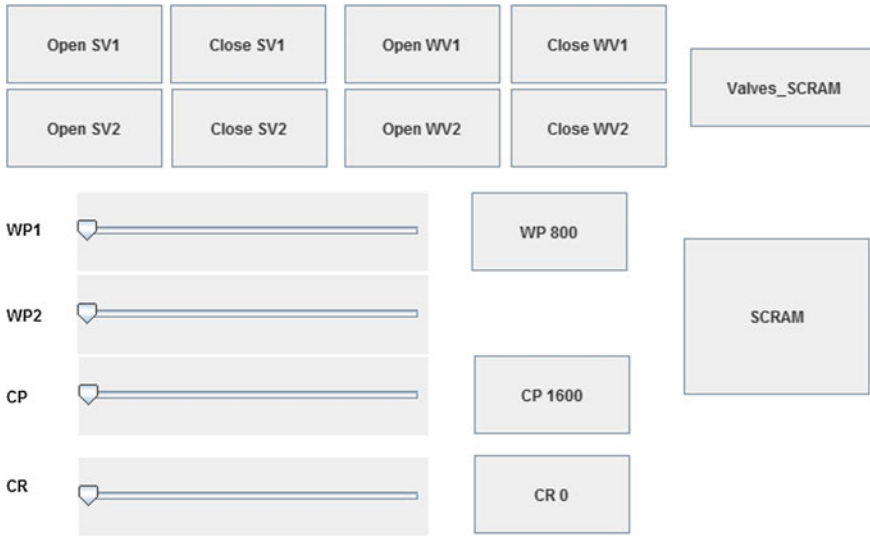 Open SV1
Close SV1
Open WV1
Close WV1
Valves_SCRAM
Open SV2
Close SV2
Open WV2
Close WV2
WP1
WP 800
WP2
SCRAM
CP
CP 1600
CR
CR 0